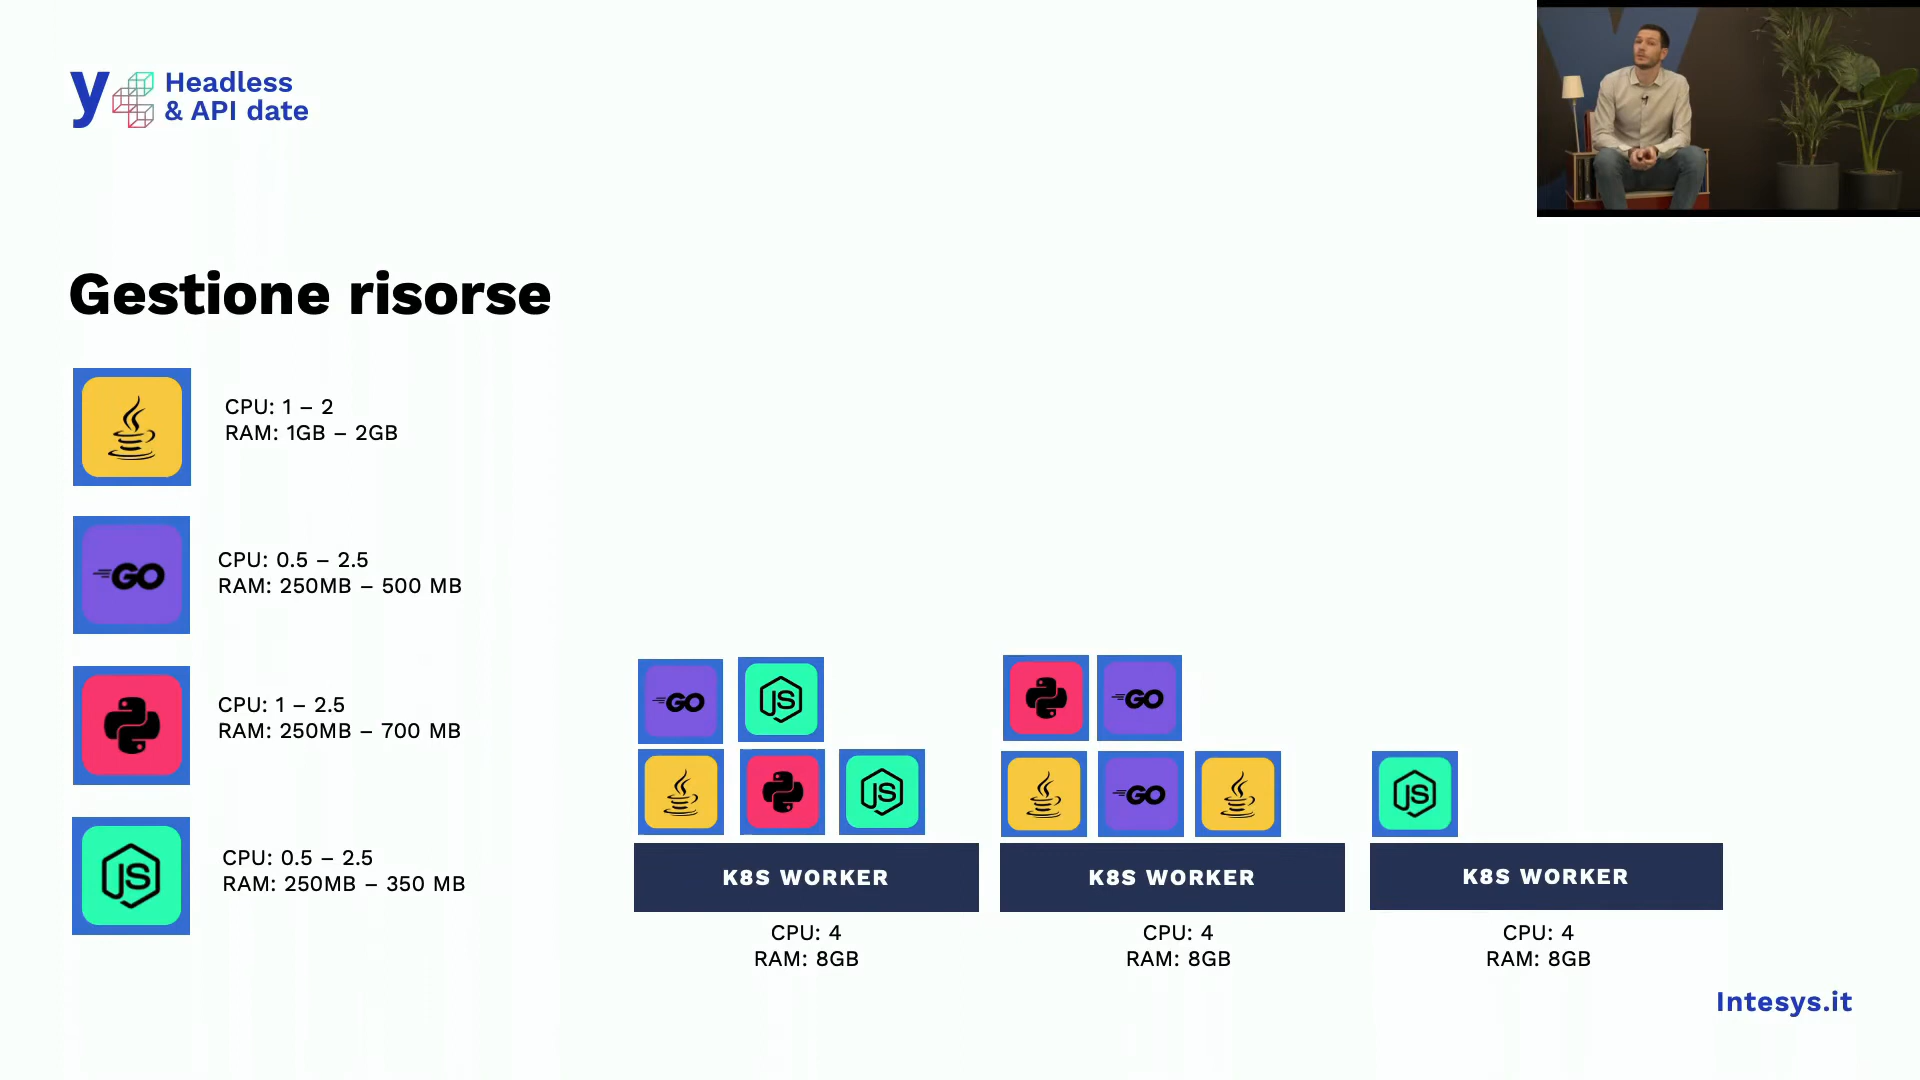 y
Headless
& API date
Gestione risorse
CPU: 1 – 2
RAM: 1GB – 2GB
GO
CPU: 0.5 – 2.5
RAM: 250MB – 500 MB
CPU: 1 – 2.5
RAM: 250MB – 700 MB
JS
CPU: 0.5 – 2.5
RAM: 250MB – 350 MB
GO
JS
JS
K8S WORKER
CPU: 4
RAM: 8GB
GO
GO
K8S WORKER
CPU: 4
RAM: 8GB
JS
K8S WORKER
CPU: 4
RAM: 8GB
Intesys.it